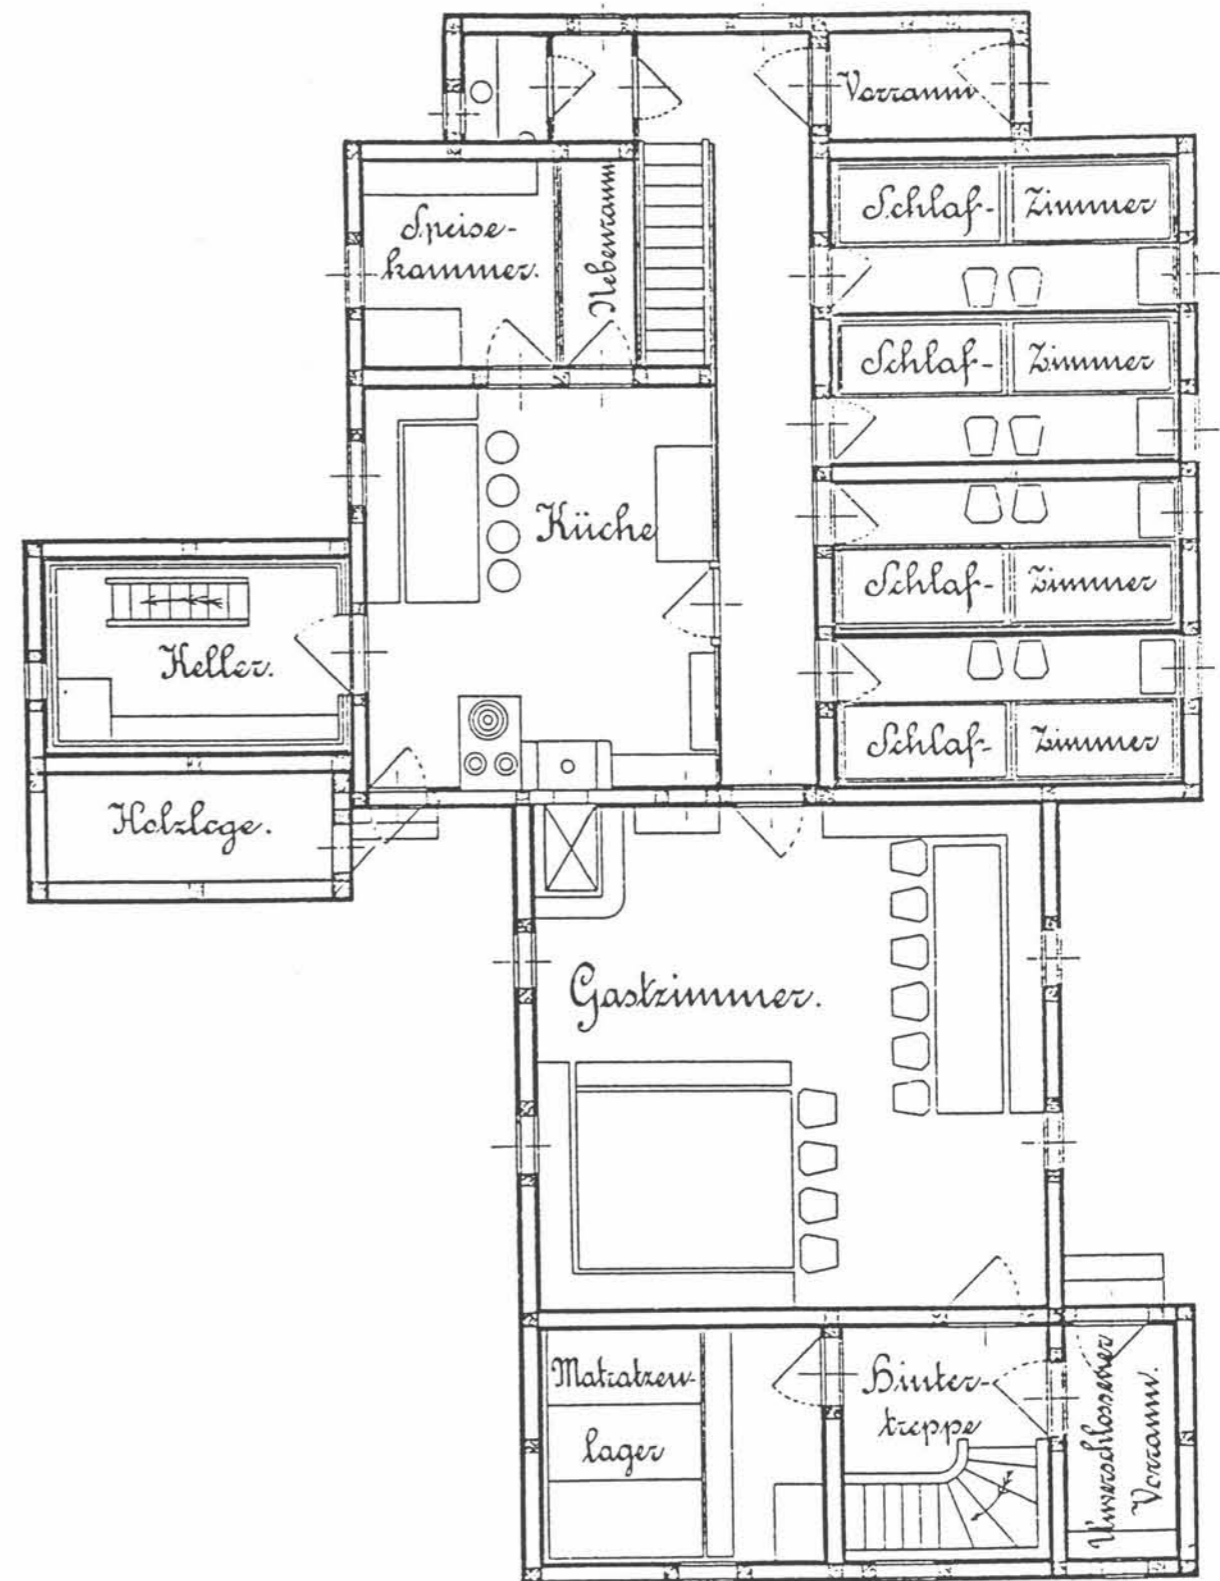 Vorraum
Schlaf- Zimmer
Speise-
kammer.
Nebenraum
Schlaf- Zimmer
Küche
Schlaf- Zimmer
Keller.
Schlaf- Zimmer
Holzlege.
Gastzimmer.
Matratzen-
lager
Hinter-
treppe
Unverschlossener
Vorraum.